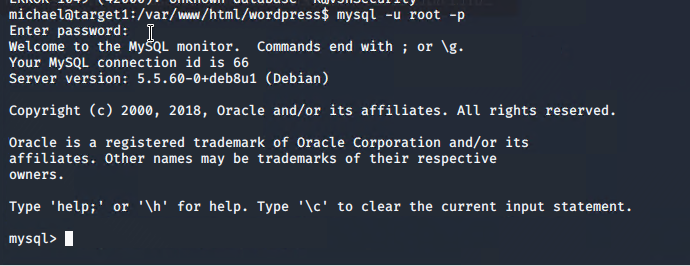 ERROR 1049 (42000): Unknown database 'R@v3nSecurity'
michael@target1:/var/www/html/wordpress$ mysql -u root -p
Enter password:
Welcome to the MySQL monitor.  Commands end with ; or \g.
Your MySQL connection id is 66
Server version: 5.5.60-0+deb8u1 (Debian)
Copyright (c) 2000, 2018, Oracle and/or its affiliates. All rights reserved.
Oracle is a registered trademark of Oracle Corporation and/or its
affiliates. Other names may be trademarks of their respective
owners.
Type 'help;' or '\h' for help. Type '\c' to clear the current input statement.
mysql>